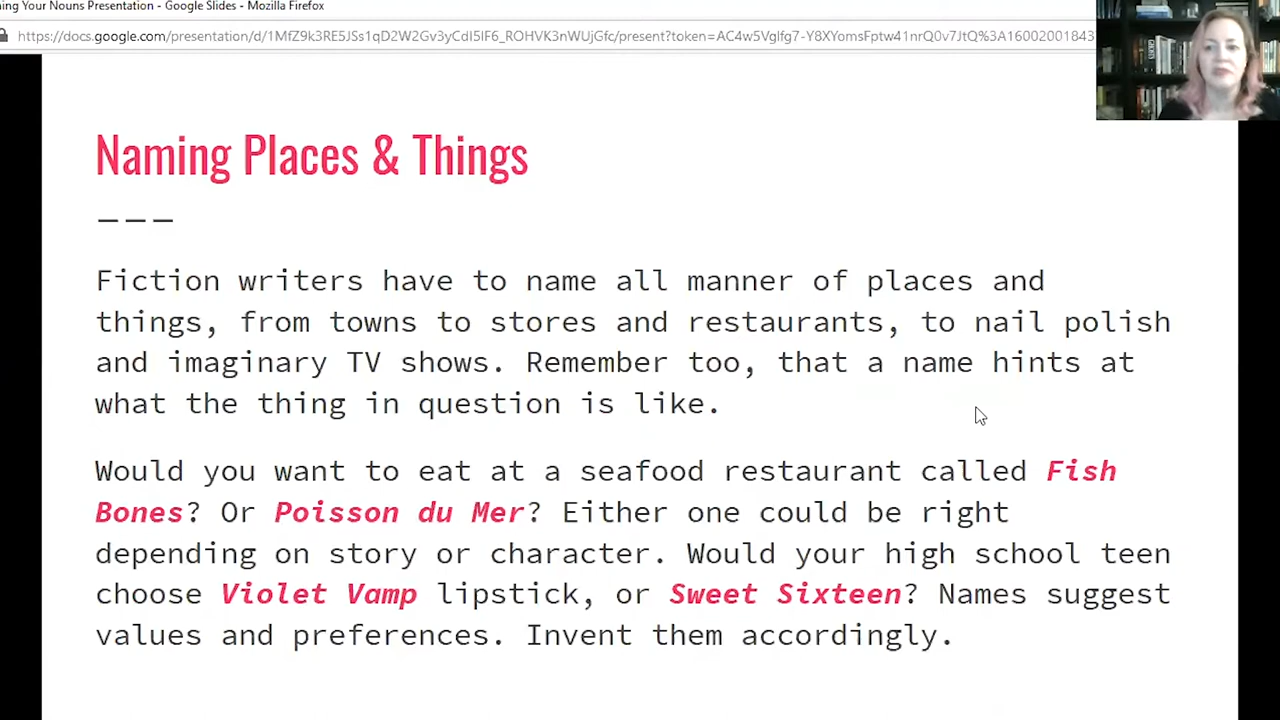 ing Your Nouns Presentation - Google Slides - Mozilla Firefox
https://docs.google.com/presentation/d/1MfZ9k3RE5JSs1qD2W2Gv3yCdI5IF6_ROHVK3nWUjGfc/present?token=AC4w5Vglfg7-Y8XYomsFptw41nrQ0v7JtQ%3A16002001843
Naming Places & Things
———
Fiction writers have to name all manner of places and
things, from towns to stores and restaurants, to nail polish
and imaginary TV shows. Remember too, that a name hints at
what the thing in question is like.
Would you want to eat at a seafood restaurant called Fish
Bones? Or Poisson du Mer? Either one could be right
depending on story or character. Would your high school teen
choose Violet Vamp lipstick, or Sweet Sixteen? Names suggest
values and preferences. Invent them accordingly.